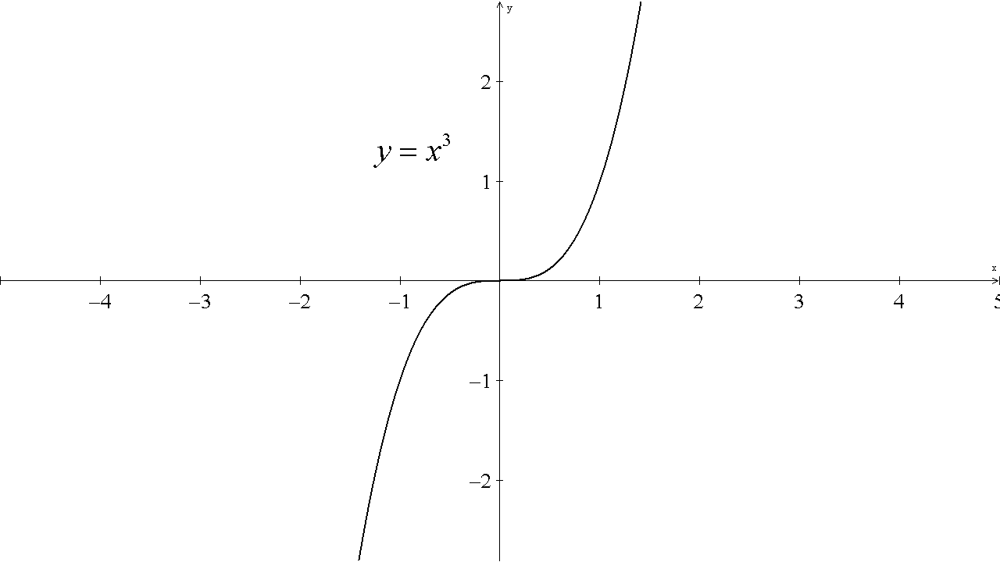 y
2
y = x³
1
x
–4 –3 –2 –1 1 2 3 4 5
–1
–2